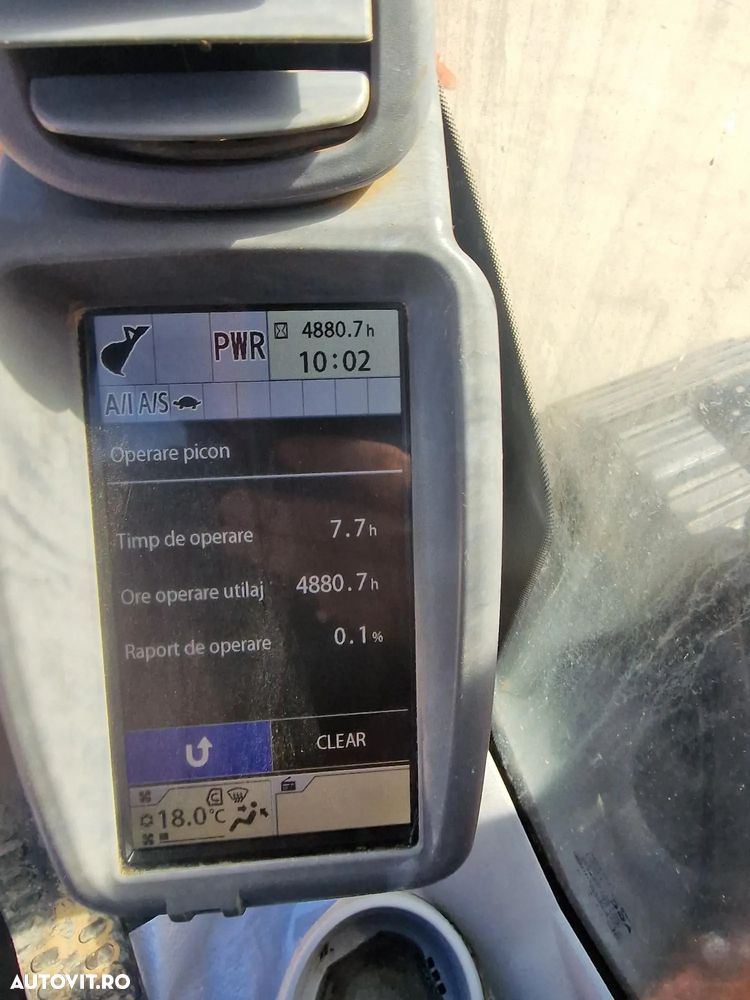 PWR
4880.7 h
10:02
A/I A/S
Operare picon
Timp de operare 7.7 h
Ore operare utilaj 4880.7 h
Raport de operare 0.1 %
CLEAR
18.0°C
AUTOVIT.RO